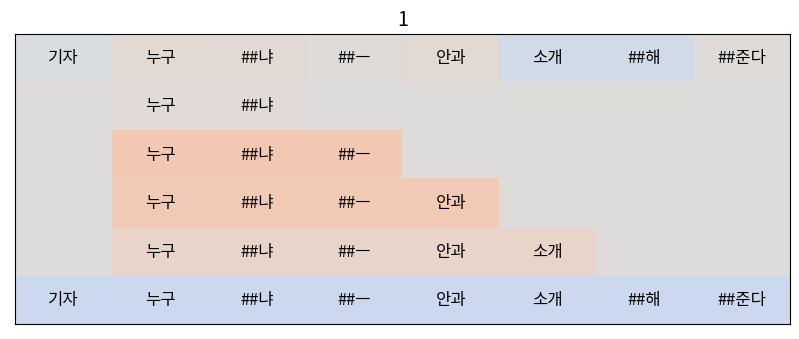 1
기자 누구 ##냐 ##ㅡ 안과 소개 ##해 ##준다
누구 ##냐
누구 ##냐 ##ㅡ
누구 ##냐 ##ㅡ 안과
누구 ##냐 ##ㅡ 안과 소개
기자 누구 ##냐 ##ㅡ 안과 소개 ##해 ##준다